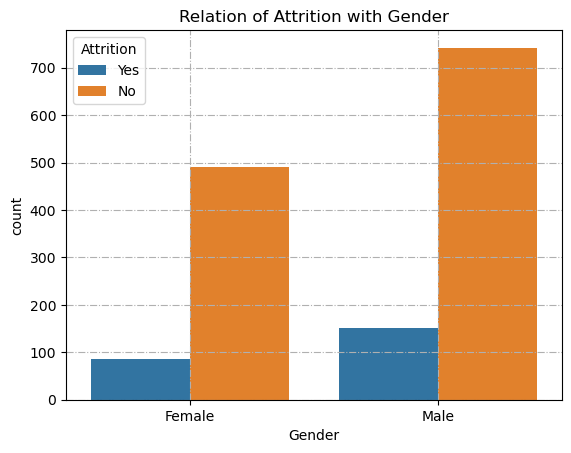 Relation of Attrition with Gender
Attrition
Yes
No
700
600
500
400
300
200
100
0
count
Female
Male
Gender